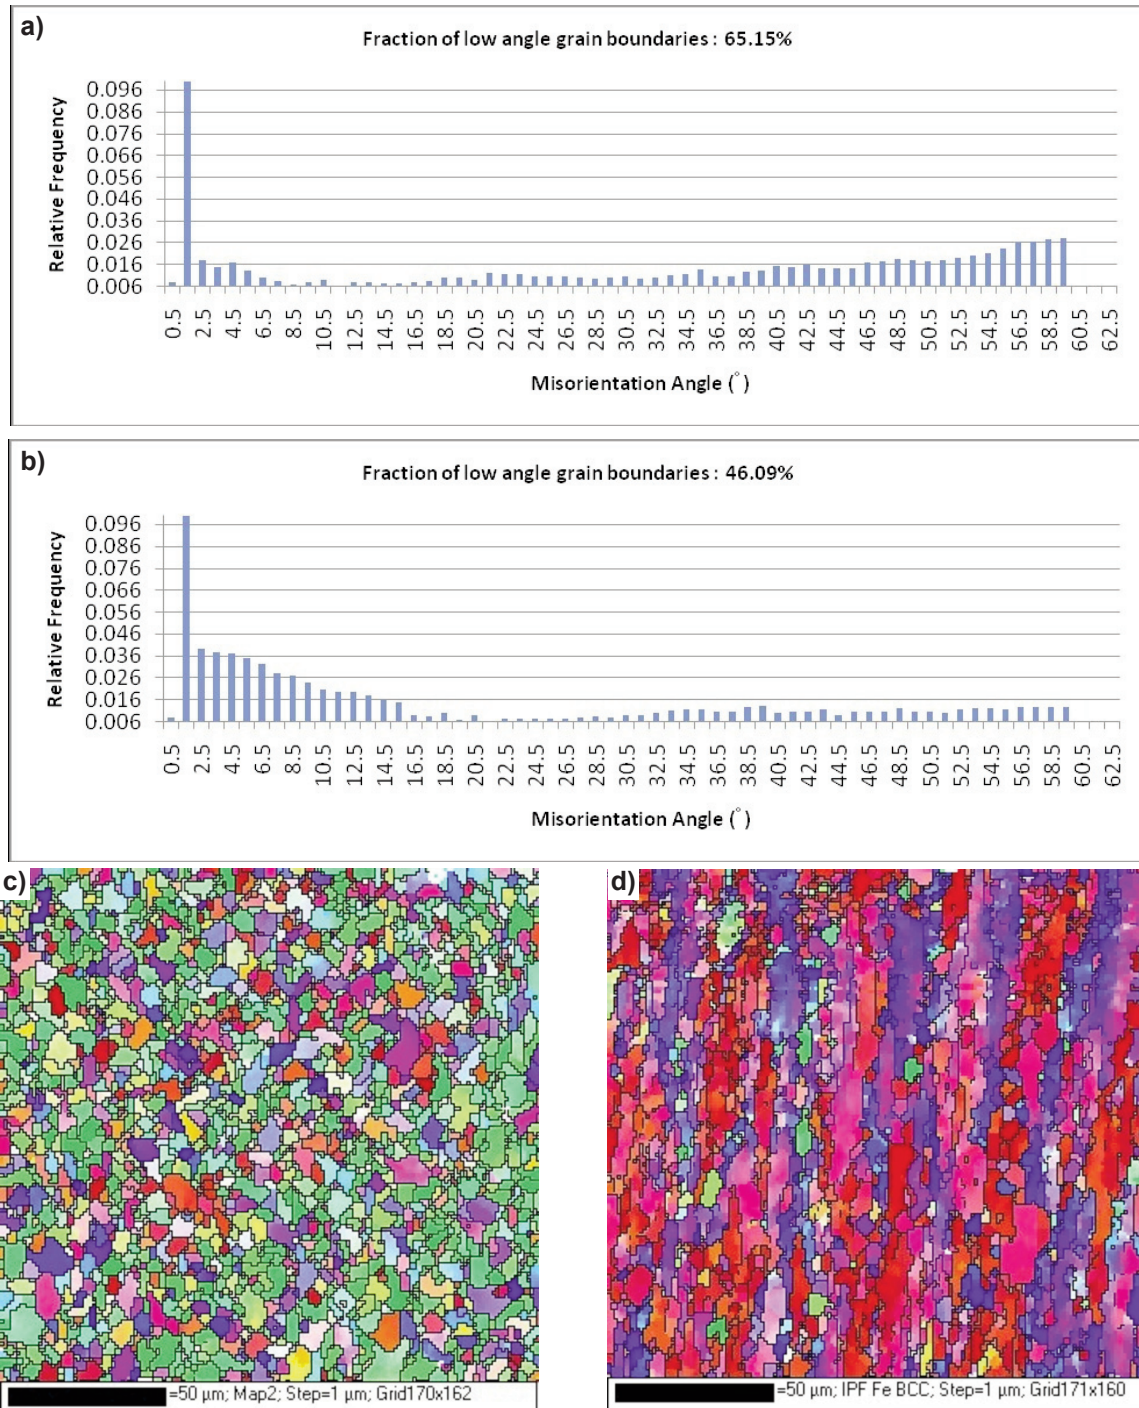 a)
Fraction of low angle grain boundaries : 65.15%
Relative Frequency
0.096
0.086
0.076
0.066
0.056
0.046
0.036
0.026
0.016
0.006
0.5 2.5 4.5 6.5 8.5 10.5 12.5 14.5 16.5 18.5 20.5 22.5 24.5 26.5 28.5 30.5 32.5 34.5 36.5 38.5 40.5 42.5 44.5 46.5 48.5 50.5 52.5 54.5 56.5 58.5 60.5 62.5
Misorientation Angle (°)
b)
Fraction of low angle grain boundaries : 46.09%
Relative Frequency
0.096
0.086
0.076
0.066
0.056
0.046
0.036
0.026
0.016
0.006
0.5 2.5 4.5 6.5 8.5 10.5 12.5 14.5 16.5 18.5 20.5 22.5 24.5 26.5 28.5 30.5 32.5 34.5 36.5 38.5 40.5 42.5 44.5 46.5 48.5 50.5 52.5 54.5 56.5 58.5 60.5 62.5
Misorientation Angle (°)
c)
d)
=50 µm; Map2; Step=1 µm; Grid170x162
=50 µm; IPF Fe BCC; Step=1 µm; Grid171x160